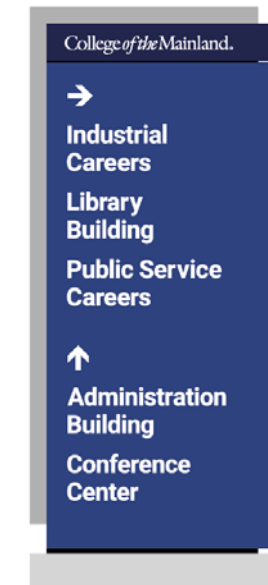 College of the Mainland.
→
Industrial
Careers
Library
Building
Public Service
Careers
↑
Administration
Building
Conference
Center